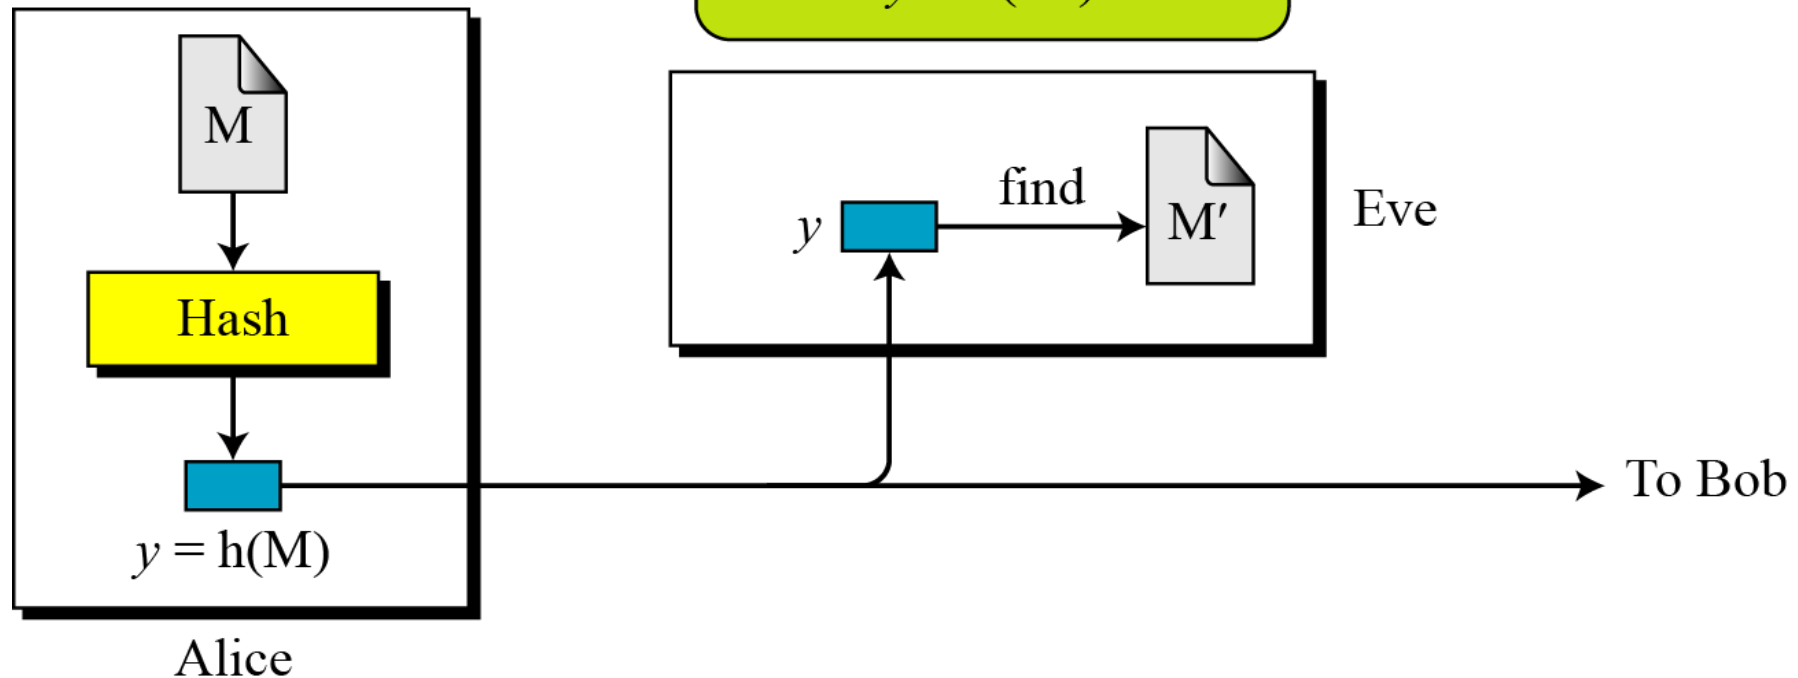 M
Hash
y = h(M)
Alice
y
find
M′
Eve
To Bob